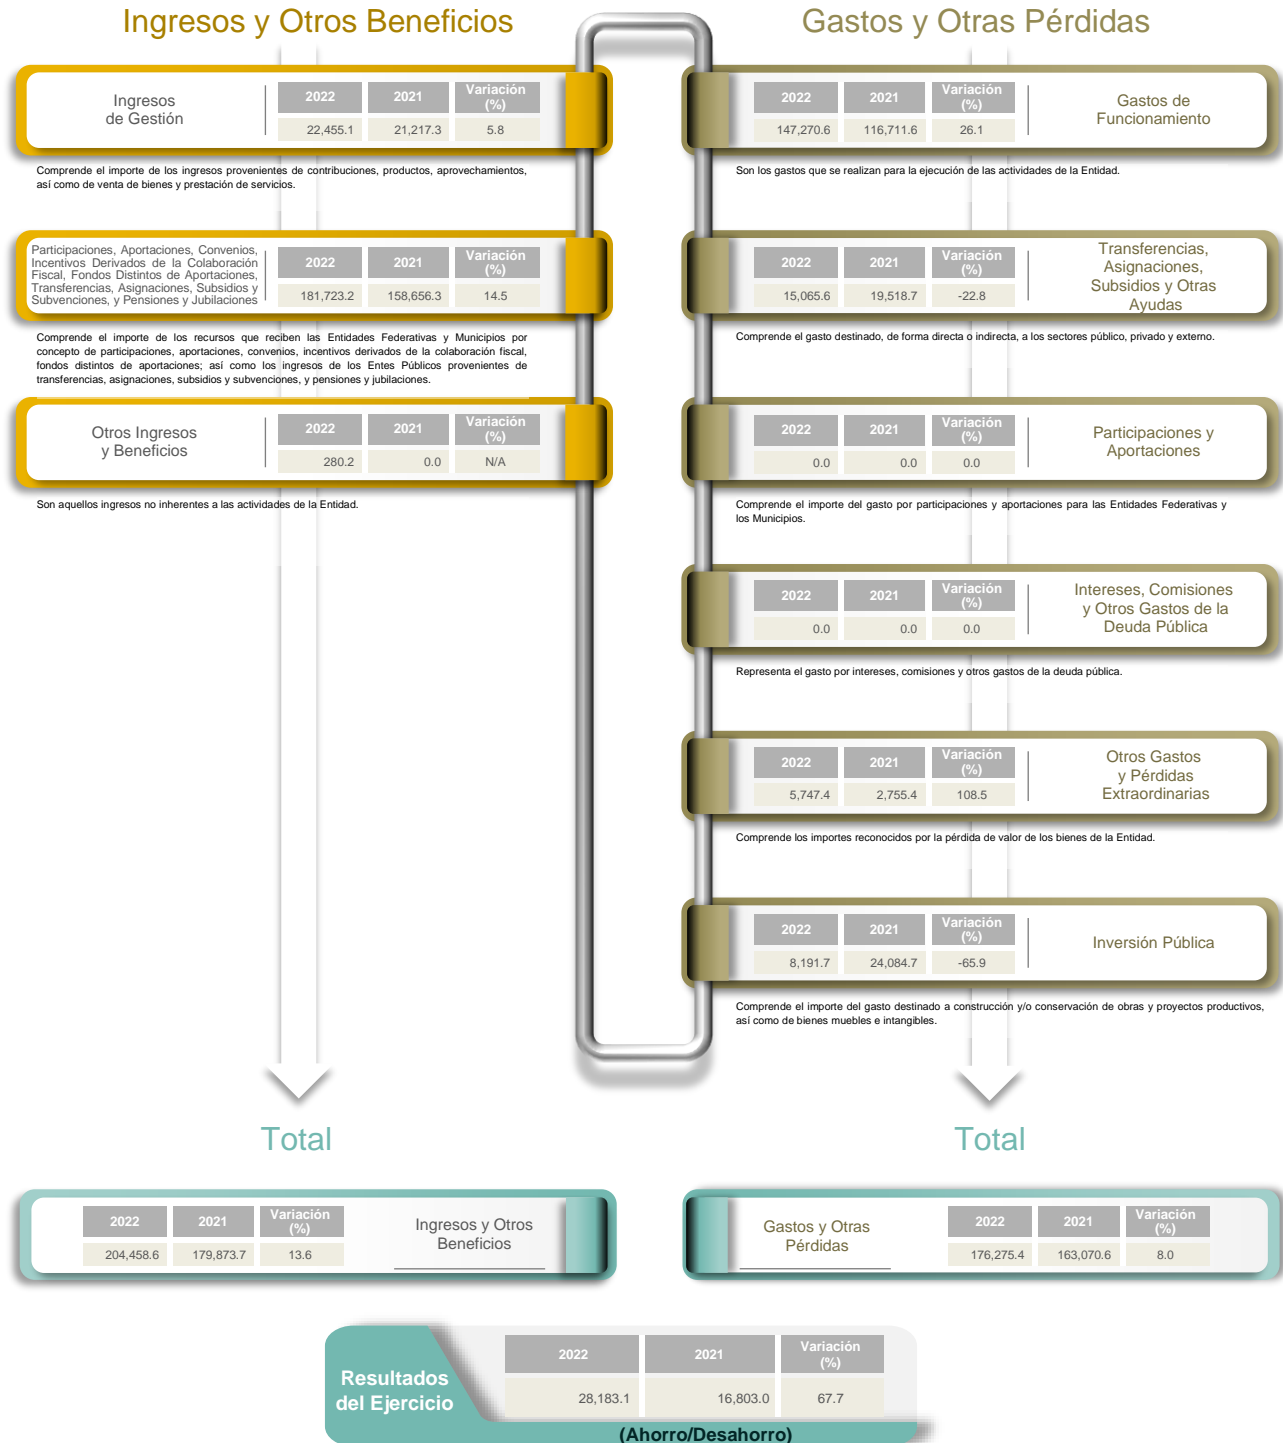 Ingresos y Otros Beneficios
Ingresos
de Gestión
2022 2021 Variación (%)
22,455.1 21,217.3 5.8
Comprende el importe de los ingresos provenientes de contribuciones, productos, aprovechamientos,
así como de venta de bienes y prestación de servicios.
Participaciones, Aportaciones, Convenios,
Incentivos Derivados de la Colaboración
Fiscal, Fondos Distintos de Aportaciones,
Transferencias, Asignaciones, Subsidios y
Subvenciones, y Pensiones y Jubilaciones
2022 2021 Variación (%)
181,723.2 158,656.3 14.5
Comprende el importe de los recursos que reciben las Entidades Federativas y Municipios por
concepto de participaciones, aportaciones, convenios, incentivos derivados de la colaboración fiscal,
fondos distintos de aportaciones; así como los ingresos de los Entes Públicos provenientes de
transferencias, asignaciones, subsidios y subvenciones, y pensiones y jubilaciones.
Otros Ingresos
y Beneficios
2022 2021 Variación (%)
280.2 0.0 N/A
Son aquellos ingresos no inherentes a las actividades de la Entidad.
Gastos y Otras Pérdidas
2022 2021 Variación (%)
147,270.6 116,711.6 26.1
Gastos de
Funcionamiento
Son los gastos que se realizan para la ejecución de las actividades de la Entidad.
2022 2021 Variación (%)
15,065.6 19,518.7 -22.8
Transferencias,
Asignaciones,
Subsidios y Otras
Ayudas
Comprende el gasto destinado, de forma directa o indirecta, a los sectores público, privado y externo.
2022 2021 Variación (%)
0.0 0.0 0.0
Participaciones y
Aportaciones
Comprende el importe del gasto por participaciones y aportaciones para las Entidades Federativas y
los Municipios.
2022 2021 Variación (%)
0.0 0.0 0.0
Intereses, Comisiones
y Otros Gastos de la
Deuda Pública
Representa el gasto por intereses, comisiones y otros gastos de la deuda pública.
2022 2021 Variación (%)
5,747.4 2,755.4 108.5
Otros Gastos
y Pérdidas
Extraordinarias
Comprende los importes reconocidos por la pérdida de valor de los bienes de la Entidad.
2022 2021 Variación (%)
8,191.7 24,084.7 -65.9
Inversión Pública
Comprende el importe del gasto destinado a construcción y/o conservación de obras y proyectos productivos,
así como de bienes muebles e intangibles.
Total
2022 2021 Variación (%)
204,458.6 179,873.7 13.6
Ingresos y Otros
Beneficios
Total
Gastos y Otras
Pérdidas
2022 2021 Variación (%)
176,275.4 163,070.6 8.0
Resultados
del Ejercicio
2022 2021 Variación (%)
28,183.1 16,803.0 67.7
(Ahorro/Desahorro)